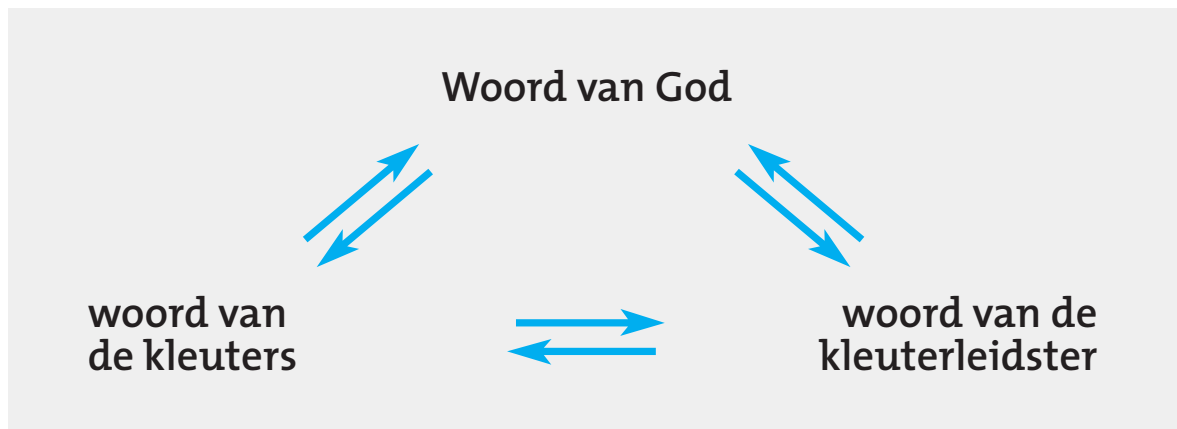 Woord van God
woord van
de kleuters
woord van de
kleuterleidster